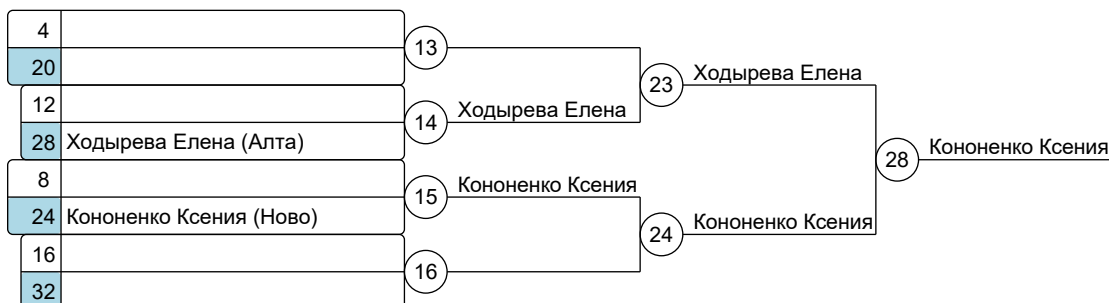 4
20
13
12
28 Ходырева Елена (Алта)
14 Ходырева Елена
23 Ходырева Елена
8
24 Кононенко Ксения (Ново)
15 Кононенко Ксения
16
32
16
24 Кононенко Ксения
28 Кононенко Ксения